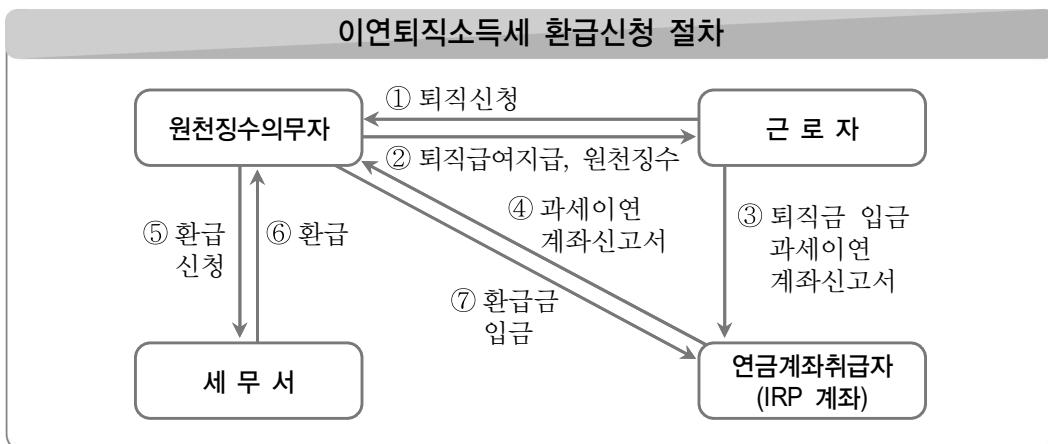 이연퇴직소득세 환급신청 절차
① 퇴직신청
원천징수의무자
근 로 자
② 퇴직급여지급, 원천징수
④ 과세이연
계좌신고서
③ 퇴직금 입금
과세이연
계좌신고서
⑤ 환급
신청
⑥ 환급
⑦ 환급금
입금
세 무 서
연금계좌취급자
(IRP 계좌)